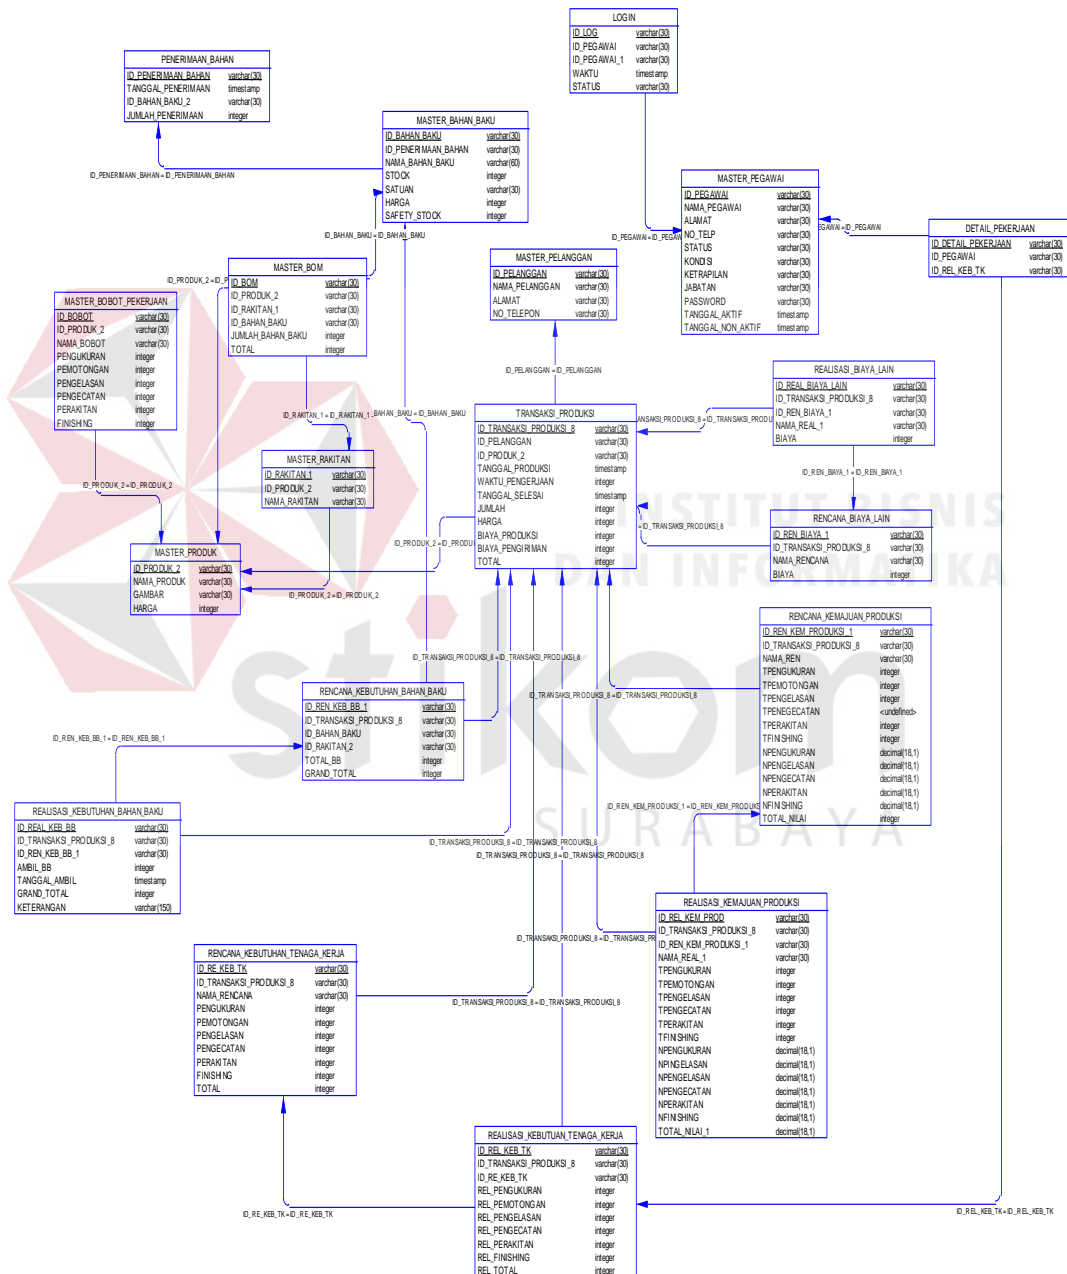 LOGIN
ID_LOG varchar(30)
ID_PEGAWAI varchar(30)
ID_PEGAWAI_1 varchar(30)
WAKTU timestamp
STATUS varchar(30)
PENERIMAAN_BAHAN
ID_PENERIMAAN_BAHAN varchar(30)
TANGGAL_PENERIMAAN timestamp
ID_BAHAN_BAKU_2 varchar(30)
JUMLAH_PENERIMAAN integer
MASTER_BAHAN_BAKU
ID_BAHAN_BAKU varchar(30)
ID_PENERIMAAN_BAHAN varchar(30)
NAMA_BAHAN_BAKU varchar(60)
STOCK integer
SATUAN varchar(30)
HARGA integer
SAFETY_STOCK integer
ID_PENERIMAAN_BAHAN = ID_PENERIMAAN_BAHAN
MASTER_PEGAWAI
ID_PEGAWAI varchar(30)
NAMA_PEGAWAI varchar(30)
ALAMAT varchar(30)
NO_TELP varchar(30)
STATUS varchar(30)
KONDISI varchar(30)
KETRAPILAN varchar(30)
JABATAN varchar(30)
PASSWORD varchar(30)
TANGGAL_AKTIF timestamp
TANGGAL_NON_AKTIF timestamp
ID_PEGAWAI = ID_PEGAW
EGAWAI = ID_PEGAWAI
DETAIL_PEKERJAAN
ID_DETAIL_PEKERJAAN varchar(30)
ID_PEGAWAI varchar(30)
ID_REL_KEB_TK varchar(30)
ID_BAHAN_BAKU = ID_BAHAN_BAKU
MASTER_PELANGGAN
ID_PELANGGAN varchar(30)
NAMA_PELANGGAN varchar(30)
ALAMAT varchar(30)
NO_TELEPON varchar(30)
MASTER_BOM
ID_BOM varchar(30)
ID_PRODUK_2 varchar(30)
ID_RAKITAN_1 varchar(30)
ID_BAHAN_BAKU varchar(30)
JUMLAH_BAHAN_BAKU integer
TOTAL integer
ID_PRODUK_2 = ID_P
MASTER_BOBOT_PEKERJAAN
ID_BOBOT varchar(30)
ID_PRODUK_2 varchar(30)
NAMA_BOBOT varchar(30)
PENGUKURAN integer
PEMOTONGAN integer
PENGELASAN integer
PENGECATAN integer
PERAKITAN integer
FINISHING integer
ID_PELANGGAN = ID_PELANGGAN
REALISASI_BIAYA_LAIN
ID_REAL_BIAYA_LAIN varchar(30)
ID_TRANSAKSI_PRODUKSI_8 varchar(30)
ID_REN_BIAYA_1 varchar(30)
NAMA_REAL_1 varchar(30)
BIAYA integer
ID_RAKITAN_1 = ID_RAKITAN_1
_BAHAN_BAKU = ID_BAHAN_BAKU
TRANSAKSI_PRODUKSI
ID_TRANSAKSI_PRODUKSI_8 varchar(30)
ID_PELANGGAN varchar(30)
ID_PRODUK_2 varchar(30)
TANGGAL_PRODUKSI timestamp
WAKTU_PENGERJAAN integer
TANGGAL_SELESAI timestamp
JUMLAH integer
HARGA integer
BIAYA_PRODUKSI integer
BIAYA_PENGIRIMAN integer
TOTAL integer
ANSAKSI_PRODUKSI_8 = ID_TRANSAKSI_PROD
ID_REN_BIAYA_1 = ID_REN_BIAYA_1
MASTER_RAKITAN
ID_RAKITAN_1 varchar(30)
ID_PRODUK_2 varchar(30)
NAMA_RAKITAN varchar(30)
ID_PRODUK_2 = ID_PRODUK_2
RENCANA_BIAYA_LAIN
ID_REN_BIAYA_1 varchar(30)
ID_TRANSAKSI_PRODUKSI_8 varchar(30)
NAMA_RENCANA varchar(30)
BIAYA integer
= ID_TRANSAKSI_PRODUKSI_8
INSTITUT BISNIS
DAN INFORMATIKA
ID_PRODUK_2 = ID_PRODU
MASTER_PRODUK
ID_PRODUK_2 varchar(30)
NAMA_PRODUK varchar(30)
GAMBAR varchar(30)
HARGA integer
ID_PRODUK_2 = ID_PRODUK_2
RENCANA_KEMAJUAN_PRODUKSI
ID_REN_KEM_PRODUKSI_1 varchar(30)
ID_TRANSAKSI_PRODUKSI_8 varchar(30)
NAMA_REN varchar(30)
TPENGUKURAN integer
TPEMOTONGAN integer
TPENGELASAN integer
TPENEGECATAN <undefined>
TPERAKITAN integer
TFINISHING integer
NPENGUKURAN decimal(18,1)
NPENGELASAN decimal(18,1)
NPENGECATAN decimal(18,1)
NPERAKITAN decimal(18,1)
NFINISHING decimal(18,1)
TOTAL_NILAI integer
ID_TRANSAKSI_PRODUKSI_8 = ID_TRANSAKSI_PRODUKSI_8
ID_TRANSAKSI_PRODUKSI_8 = ID_TRANSAKSI_PRODUKSI_8
stikom
SURABAYA
RENCANA_KEBUTUHAN_BAHAN_BAKU
ID_REN_KEB_BB_1 varchar(30)
ID_TRANSAKSI_PRODUKSI_8 varchar(30)
ID_BAHAN_BAKU varchar(30)
ID_RAKITAN_2 varchar(30)
TOTAL_BB integer
GRAND_TOTAL integer
ID_REN_KEB_BB_1 = ID_REN_KEB_BB_1
REALISASI_KEBUTUHAN_BAHAN_BAKU
ID_REAL_KEB_BB varchar(30)
ID_TRANSAKSI_PRODUKSI_8 varchar(30)
ID_REN_KEB_BB_1 varchar(30)
AMBIL_BB integer
TANGGAL_AMBIL timestamp
GRAND_TOTAL integer
KETERANGAN varchar(150)
ID_REN_KEM_PRODUKSI_1 = ID_REN_KEM_PRODUKS
ID_TRANSAKSI_PRODUKSI_8 = ID_TRANSAKSI_PRODUKSI_8
ID_TRANSAKSI_PRODUKSI_8 = ID_TRANSAKSI_PRODUKSI_8
REALISASI_KEMAJUAN_PRODUKSI
ID_REL_KEM_PROD varchar(30)
ID_TRANSAKSI_PRODUKSI_8 varchar(30)
ID_REN_KEM_PRODUKSI_1 varchar(30)
NAMA_REAL_1 varchar(30)
TPENGUKURAN integer
TPEMOTONGAN integer
TPENGELASAN integer
TPENGECATAN integer
TPERAKITAN integer
TFINISHING integer
NPENGUKURAN decimal(18,1)
NPINGELASAN decimal(18,1)
NPENGELASAN decimal(18,1)
NPENGECATAN decimal(18,1)
NPERAKITAN decimal(18,1)
NFINISHING decimal(18,1)
TOTAL_NILAI_1 decimal(18,1)
ID_TRANSAKSI_PRODUKSI_8 = ID_TRANSAKSI_PR
RENCANA_KEBUTUHAN_TENAGA_KERJA
ID_RE_KEB_TK varchar(30)
ID_TRANSAKSI_PRODUKSI_8 varchar(30)
NAMA_RENCANA varchar(30)
PENGUKURAN integer
PEMOTONGAN integer
PENGELASAN integer
PENGECATAN integer
PERAKITAN integer
FINISHING integer
TOTAL integer
ID_TRANSAKSI_PRODUKSI_8 = ID_TRANSAKSI_PRODUKSI_8
REALISASI_KEBUTUAN_TENAGA_KERJA
ID_REL_KEB_TK varchar(30)
ID_TRANSAKSI_PRODUKSI_8 varchar(30)
ID_RE_KEB_TK varchar(30)
REL_PENGUKURAN integer
REL_PEMOTONGAN integer
REL_PENGELASAN integer
REL_PENGECATAN integer
REL_PERAKITAN integer
REL_FINISHING integer
REL_TOTAL integer
ID_RE_KEB_TK = ID_RE_KEB_TK
ID_REL_KEB_TK = ID_REL_KEB_TK